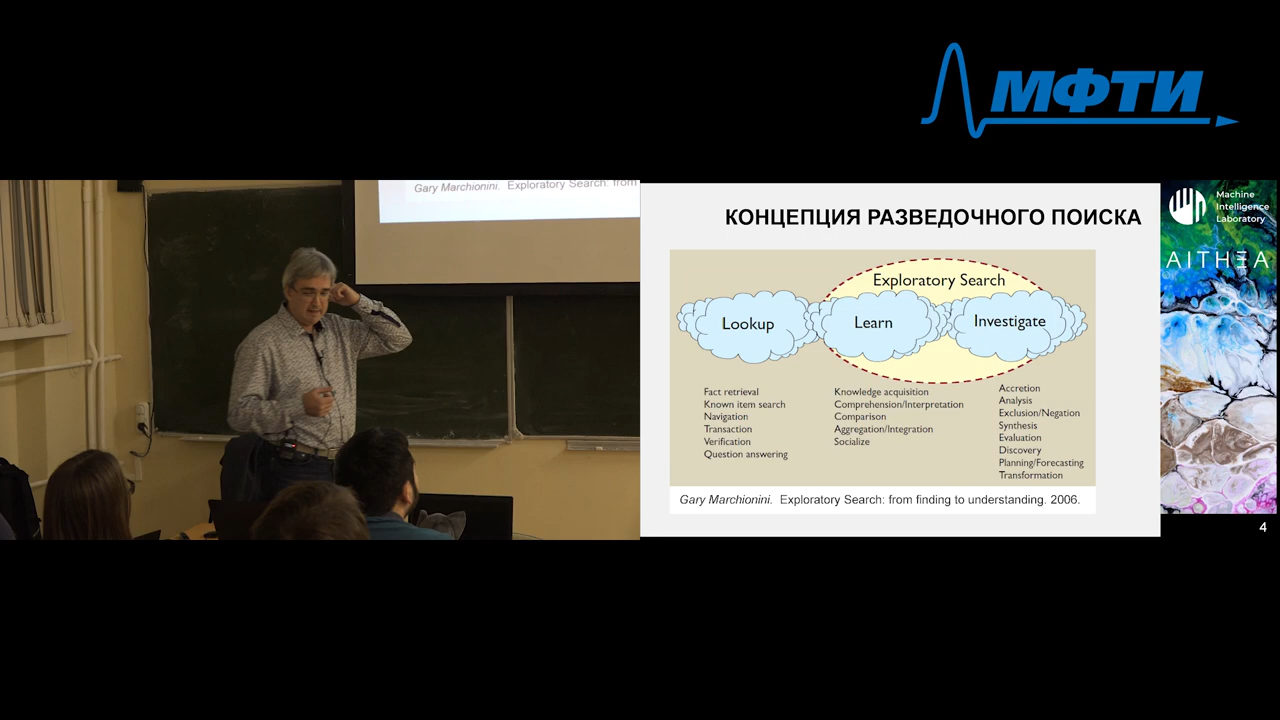 МФТИ
Gary Marchionini. Exploratory Search: from
КОНЦЕПЦИЯ РАЗВЕДОЧНОГО ПОИСКА
Exploratory Search
Lookup
Learn
Investigate
Fact retrieval
Known item search
Navigation
Transaction
Verification
Question answering
Knowledge acquisition
Comprehension/Interpretation
Comparison
Aggregation/Integration
Socialize
Accretion
Analysis
Exclusion/Negation
Synthesis
Evaluation
Discovery
Planning/Forecasting
Transformation
Gary Marchionini. Exploratory Search: from finding to understanding. 2006.
Machine
Intelligence
Laboratory
AITHEA
4